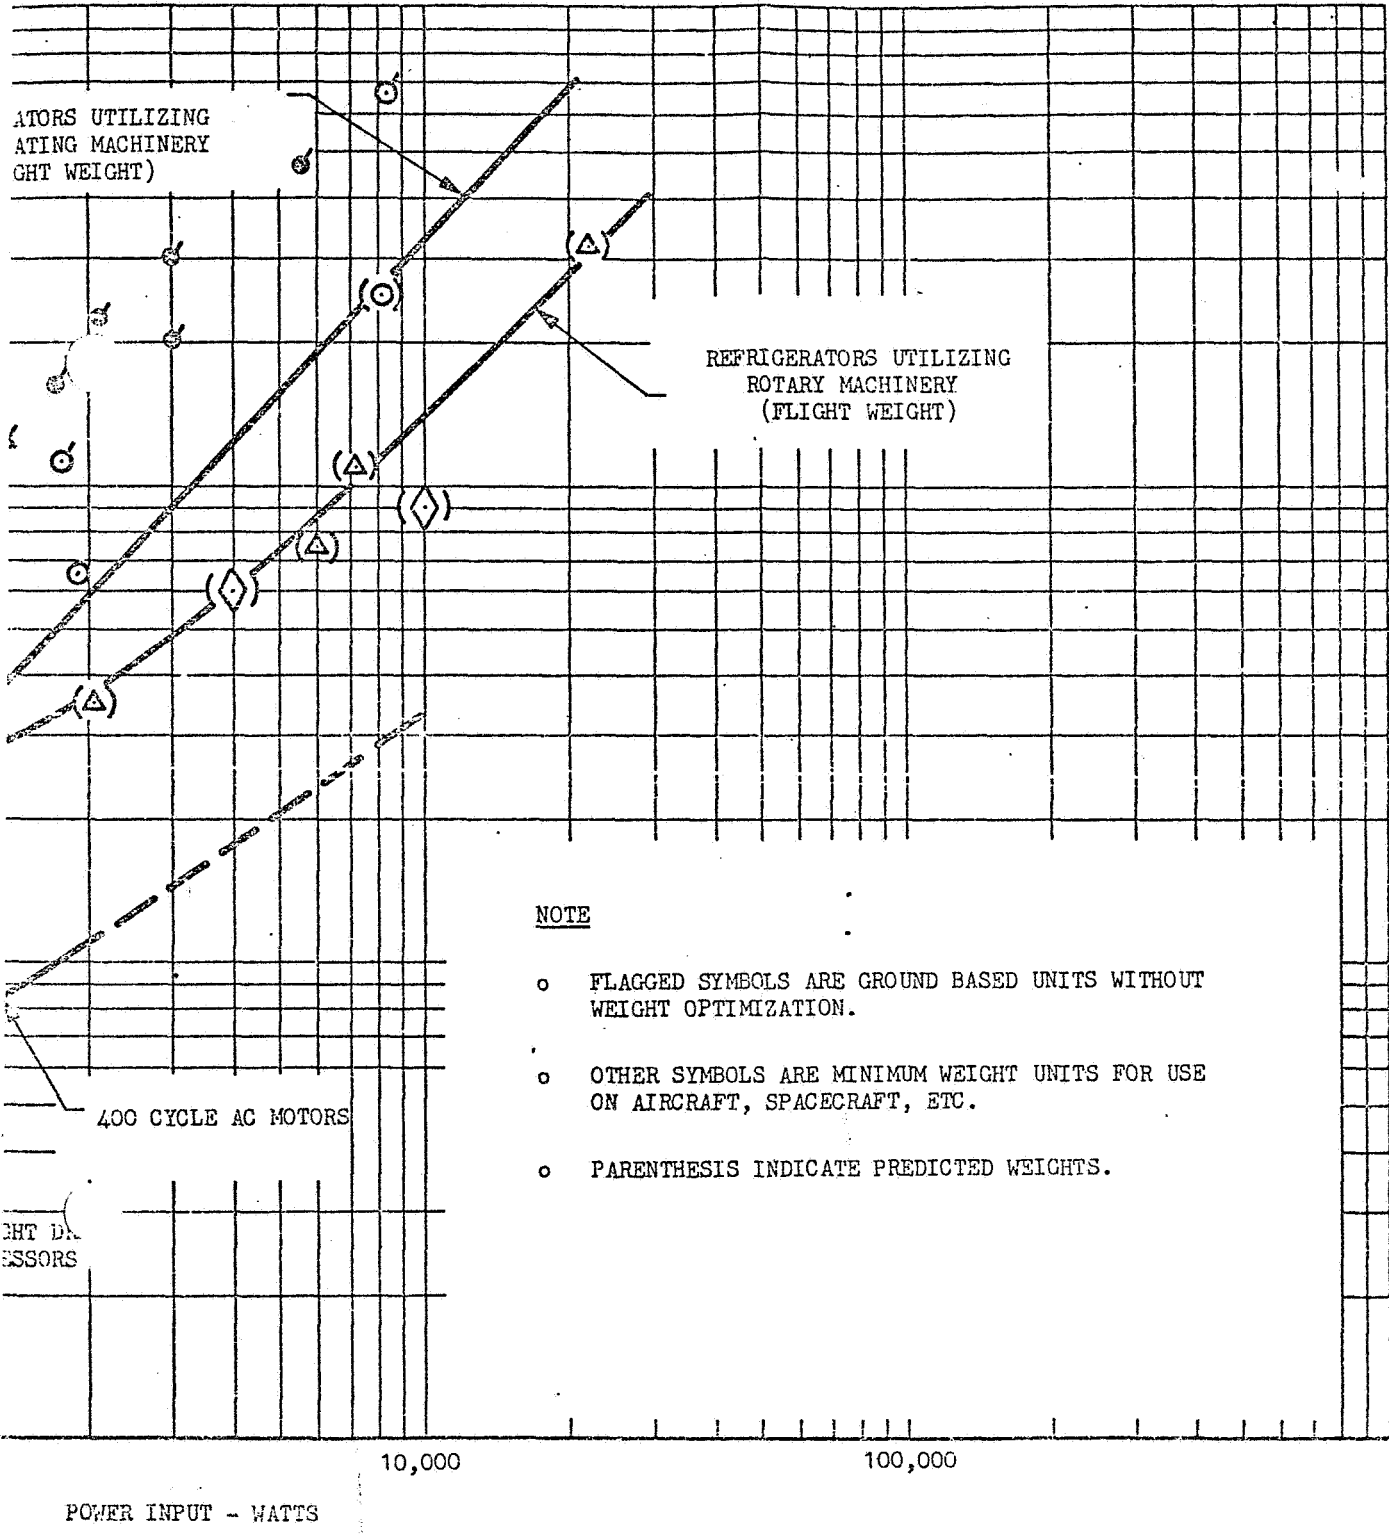 ATORS UTILIZING
ATING MACHINERY
GHT WEIGHT)
REFRIGERATORS UTILIZING
ROTARY MACHINERY
(FLIGHT WEIGHT)
NOTE
o FLAGGED SYMBOLS ARE GROUND BASED UNITS WITHOUT
WEIGHT OPTIMIZATION.
o OTHER SYMBOLS ARE MINIMUM WEIGHT UNITS FOR USE
ON AIRCRAFT, SPACECRAFT, ETC.
400 CYCLE AC MOTORS
o PARENTHESIS INDICATE PREDICTED WEIGHTS.
GHT
ESSORS
10,000
100,000
POWER INPUT - WATTS